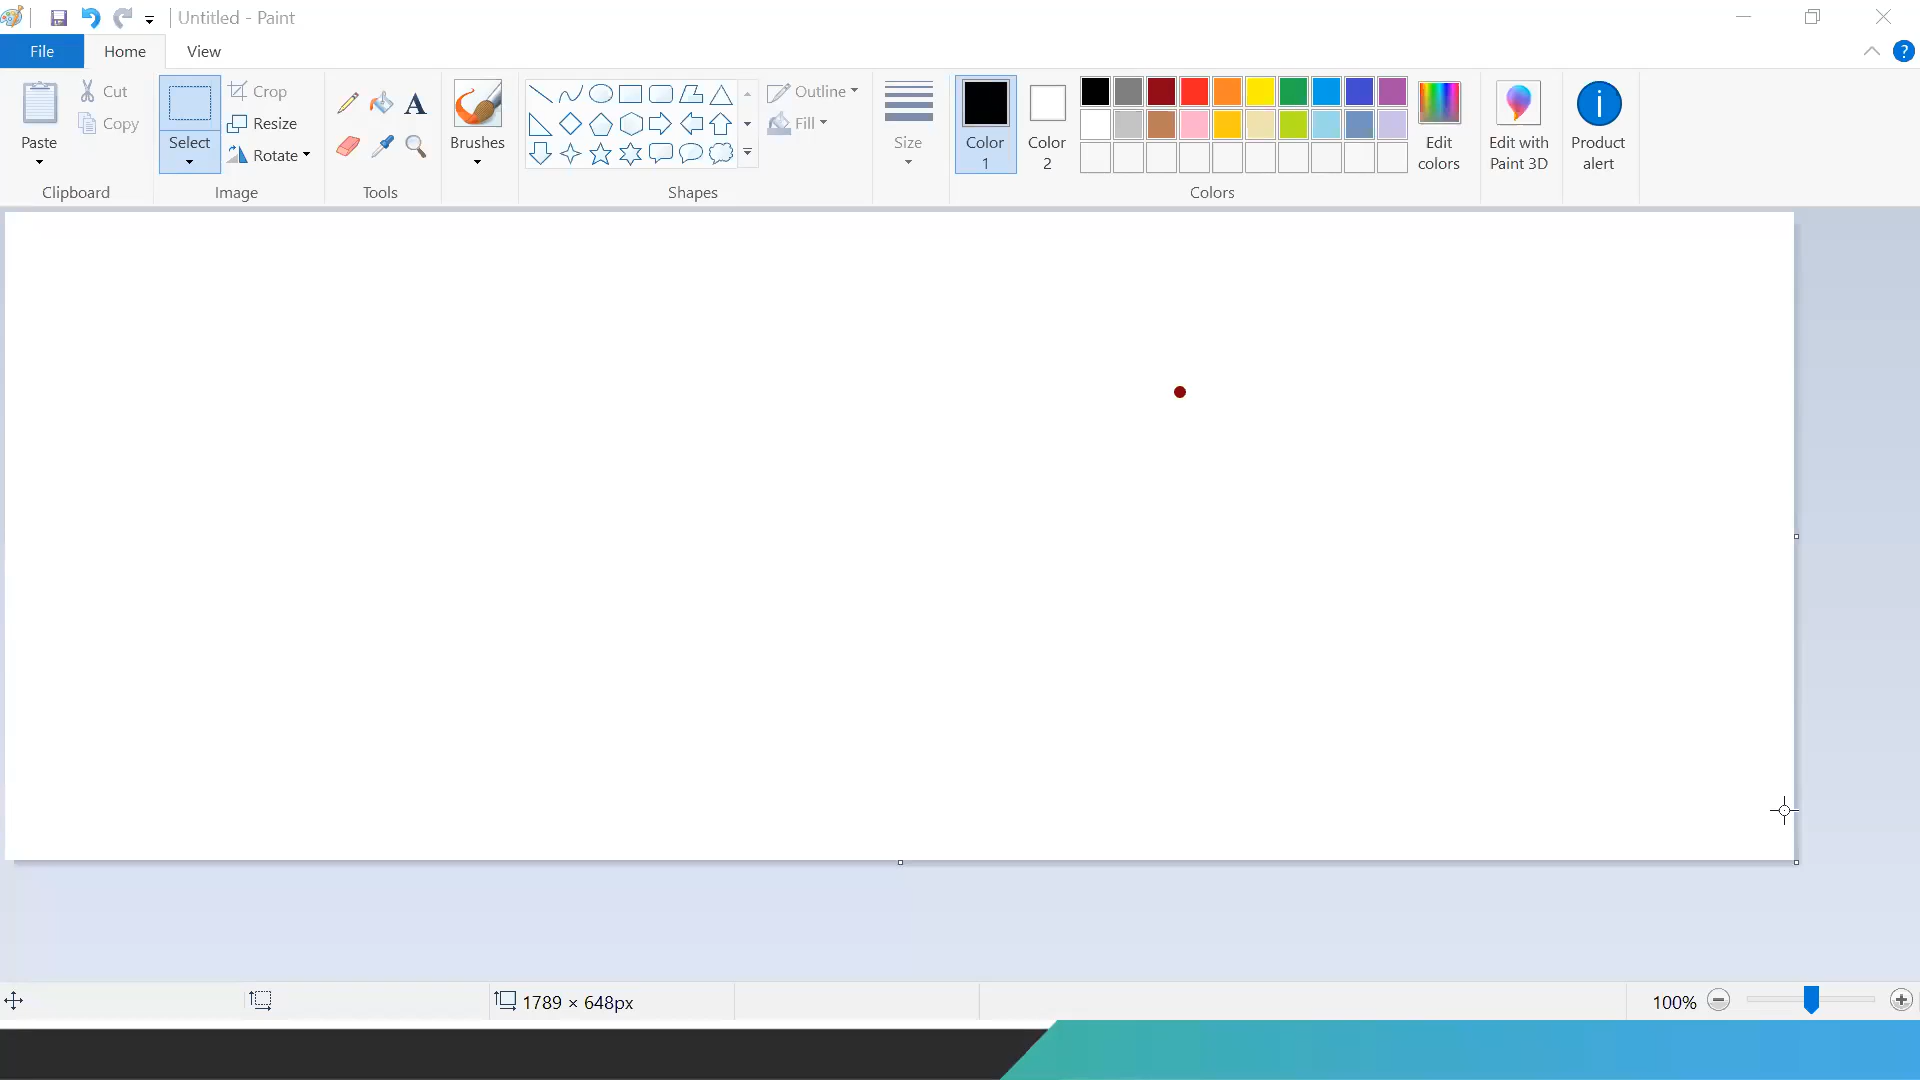 Untitled - Paint
File Home View
Paste
Cut
Copy
Clipboard
Select
Crop
Resize
Rotate
Image
A
Tools
Brushes
Shapes
Outline
Fill
Size
Color 1
Color 2
Colors
Edit colors
Edit with Paint 3D
Product alert
?
i
1789 × 648px
100%